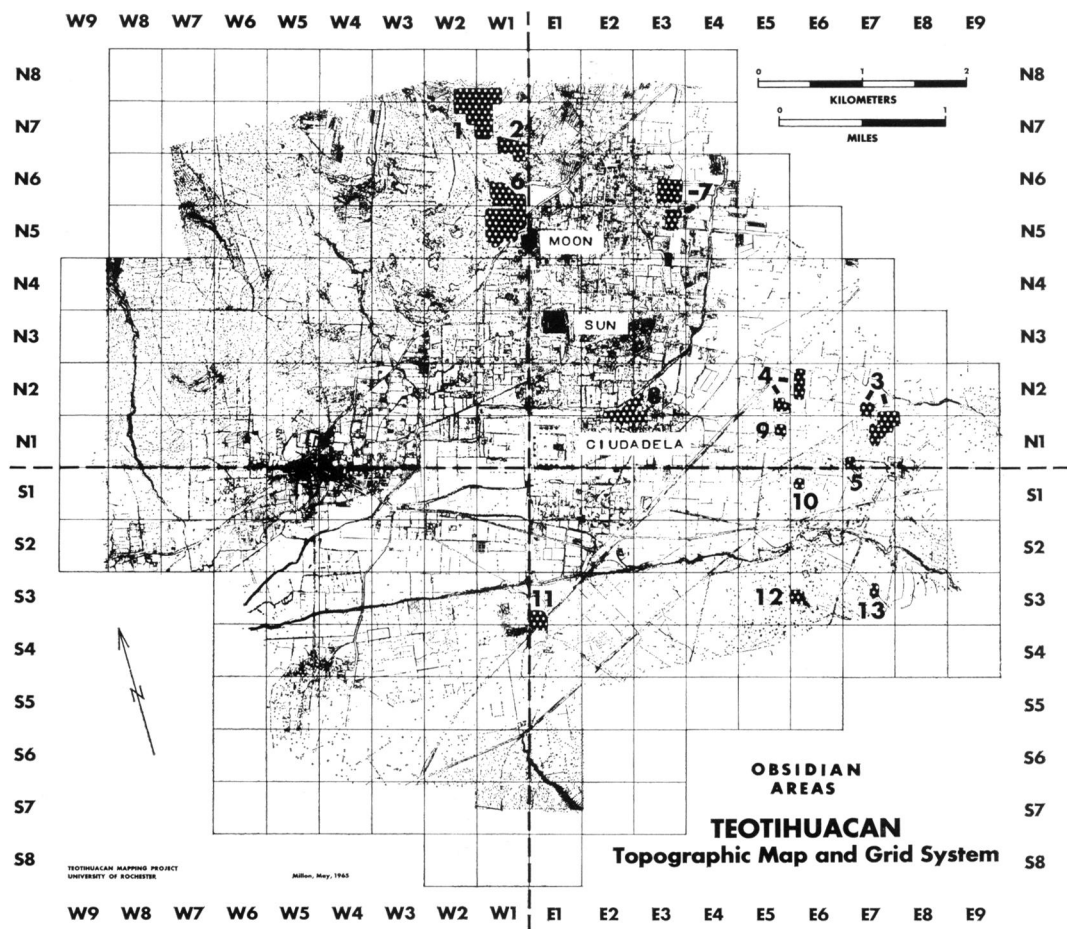 W9 W8 W7 W6 W5 W4 W3 W2 W1 E1 E2 E3 E4 E5 E6 E7 E8 E9
N8 N8
0 1 2
KILOMETERS
0 1
MILES
N7 1 2 N7
N6 6 7 N6
N5 MOON N5
N4 N4
N3 SUN N3
N2 4 3 N2
8
9
N1 CIUDADELA N1
5
S1 10 S1
S2 S2
S3 11 12 13 S3
N
S4 S4
S5 S5
S6 S6
OBSIDIAN
AREAS
S7 S7
TEOTIHUACAN
Topographic Map and Grid System
S8 S8
TEOTIHUACAN MAPPING PROJECT
UNIVERSITY OF ROCHESTER
Millon, May, 1965
W9 W8 W7 W6 W5 W4 W3 W2 W1 E1 E2 E3 E4 E5 E6 E7 E8 E9